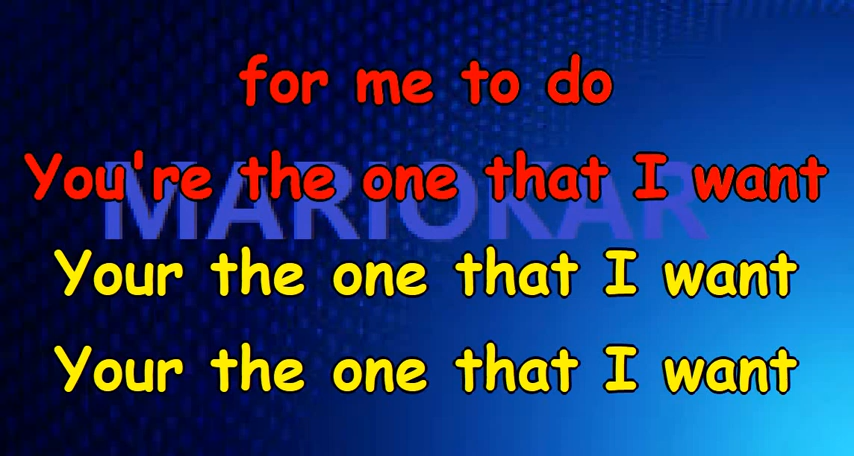 for me to do
You're the one that I want
MARIOKAR
Your the one that I want
Your the one that I want